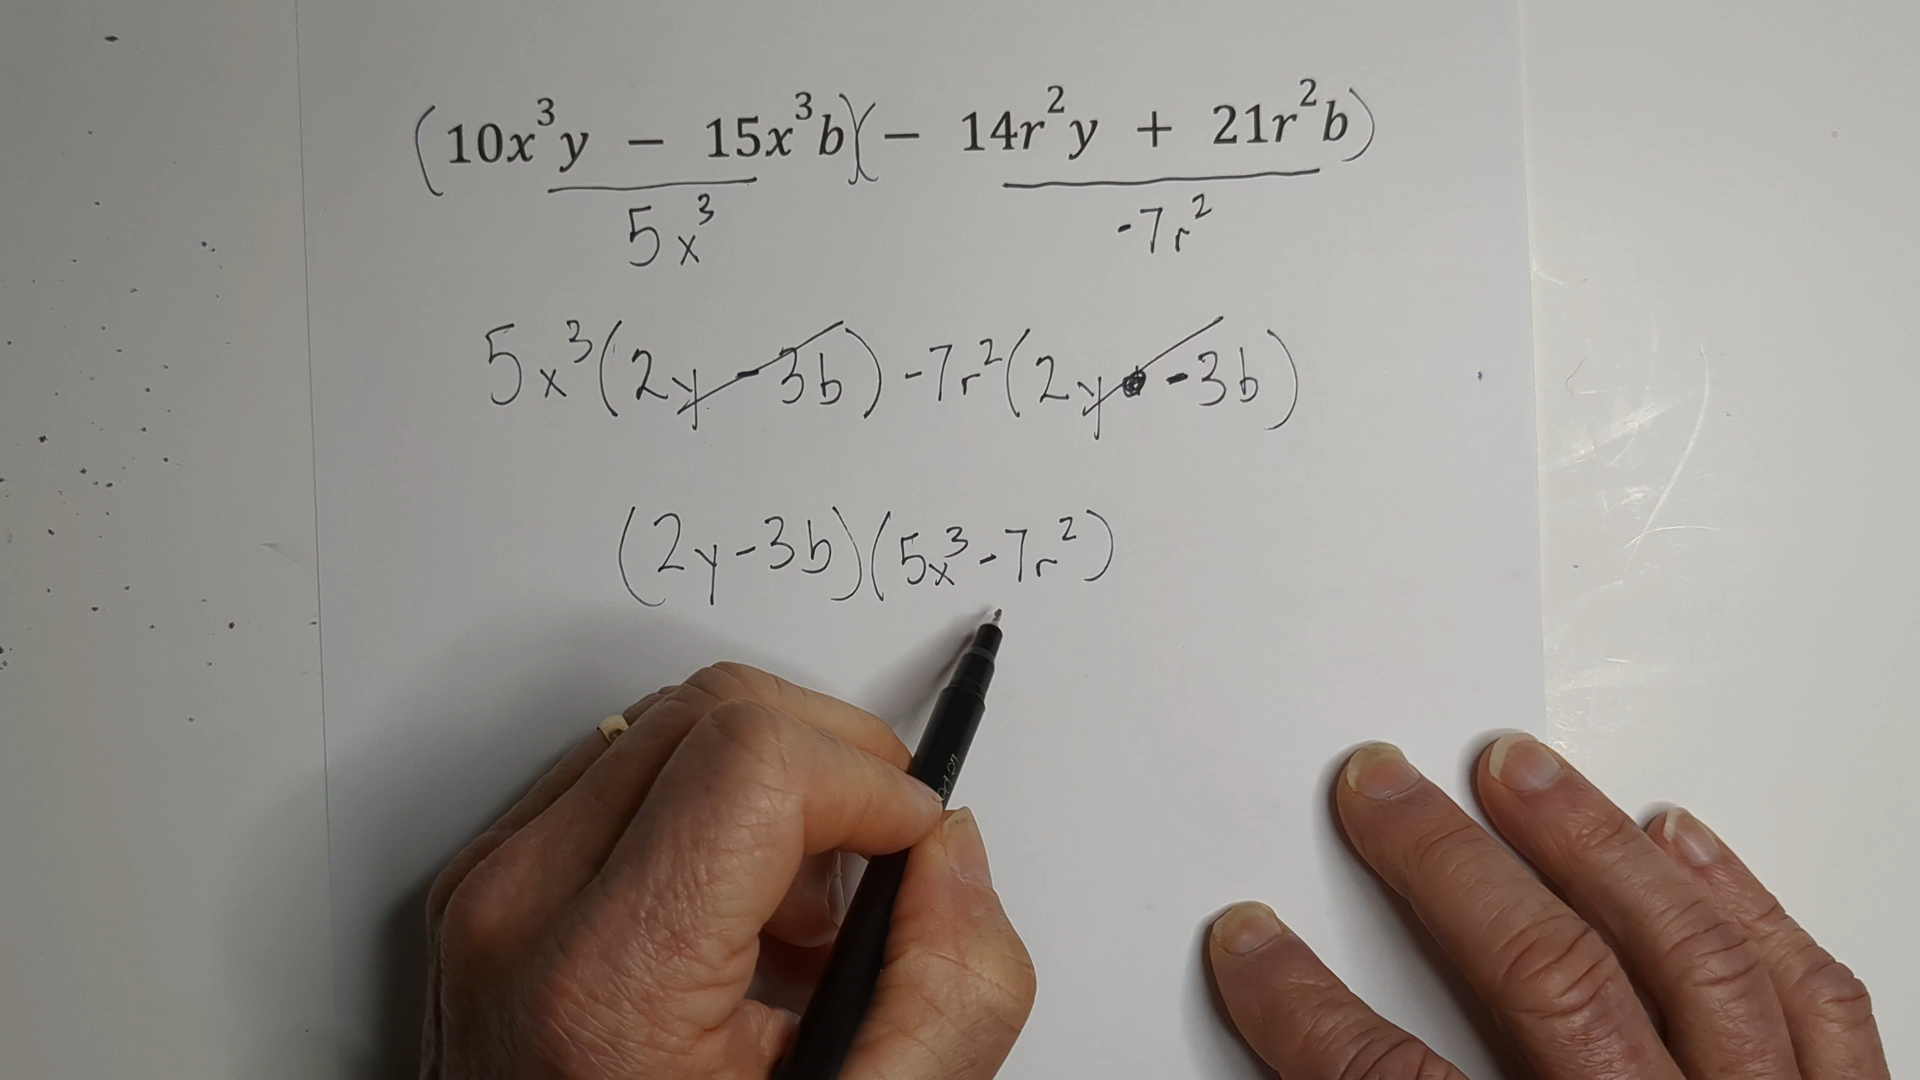 (10x³y − 15x³b)(− 14r²y + 21r²b)
5x³ -7r²
5x³(2y - 3b) -7r²(2y - 3b)
(2y-3b)(5x³-7r²)